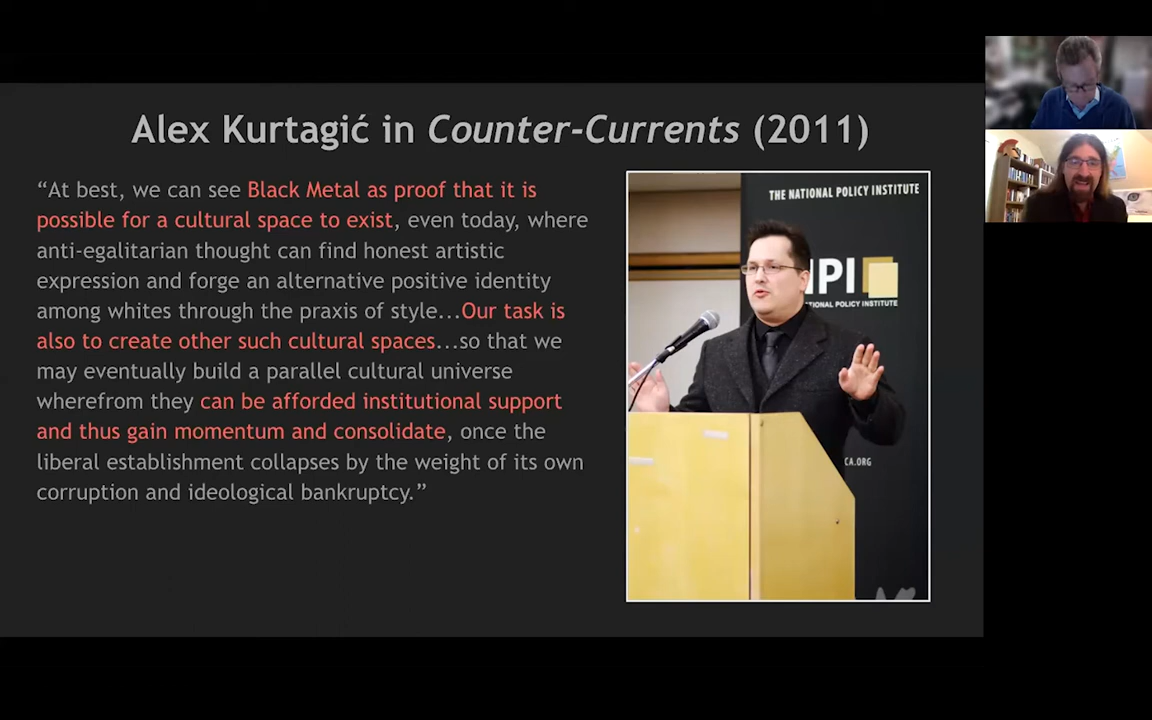 Alex Kurtagić in Counter-Currents (2011)
“At best, we can see Black Metal as proof that it is
possible for a cultural space to exist, even today, where
anti-egalitarian thought can find honest artistic
expression and forge an alternative positive identity
among whites through the praxis of style...Our task is
also to create other such cultural spaces...so that we
may eventually build a parallel cultural universe
wherefrom they can be afforded institutional support
and thus gain momentum and consolidate, once the
liberal establishment collapses by the weight of its own
corruption and ideological bankruptcy.”
THE NATIONAL POLICY INSTITUTE
NPI
NATIONAL POLICY INSTITUTE
CA.ORG